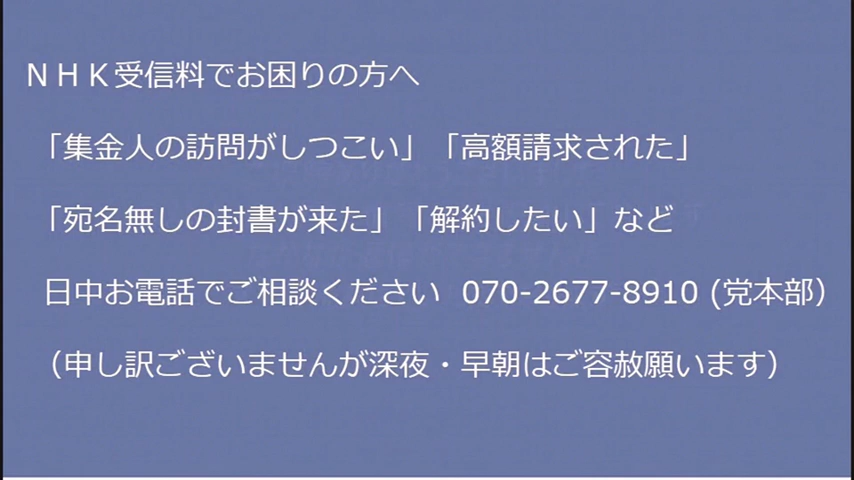 ＮＨＫ受信料でお困りの方へ
「集金人の訪問がしつこい」「高額請求された」
「宛名無しの封書が来た」「解約したい」など
日中お電話でご相談ください 070-2677-8910 (党本部）
（申し訳ございませんが深夜・早朝はご容赦願います）